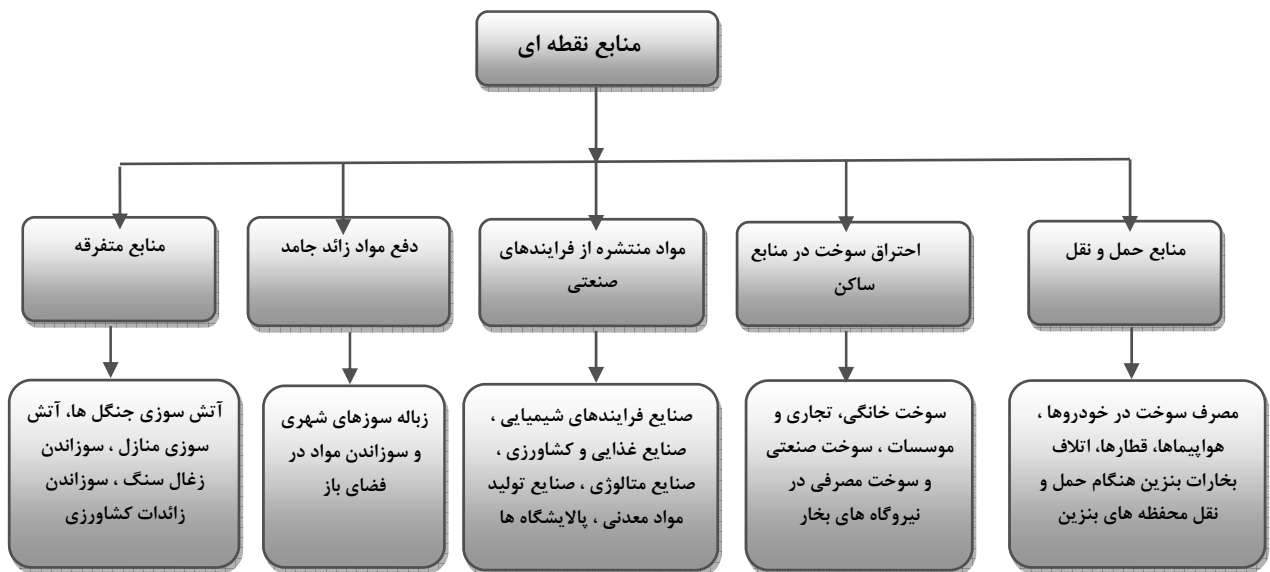 منابع نقطه ای
منابع حمل و نقل
احتراق سوخت در منابع
ساکن
مواد منتشره از فرایندهای
صنعتی
دفع مواد زائد جامد
منابع متفرقه
مصرف سوخت در خودروها ،
هواپیماها، قطارها، اتلاف
بخارات بنزین هنگام حمل و
نقل محفظه های بنزین
سوخت خانگی، تجاری و
موسسات ، سوخت صنعتی
و سوخت مصرفی در
نیروگاه های بخار
صنایع فرایندهای شیمیایی ،
صنایع غذایی و کشاورزی ،
صنایع متالوژی ، صنایع تولید
مواد معدنی ، پالایشگاه ها
زباله سوزهای شهری
و سوزاندن مواد در
فضای باز
آتش سوزی جنگل ها، آتش
سوزی منازل ، سوزاندن
زغال سنگ ، سوزاندن
زائدات کشاورزی